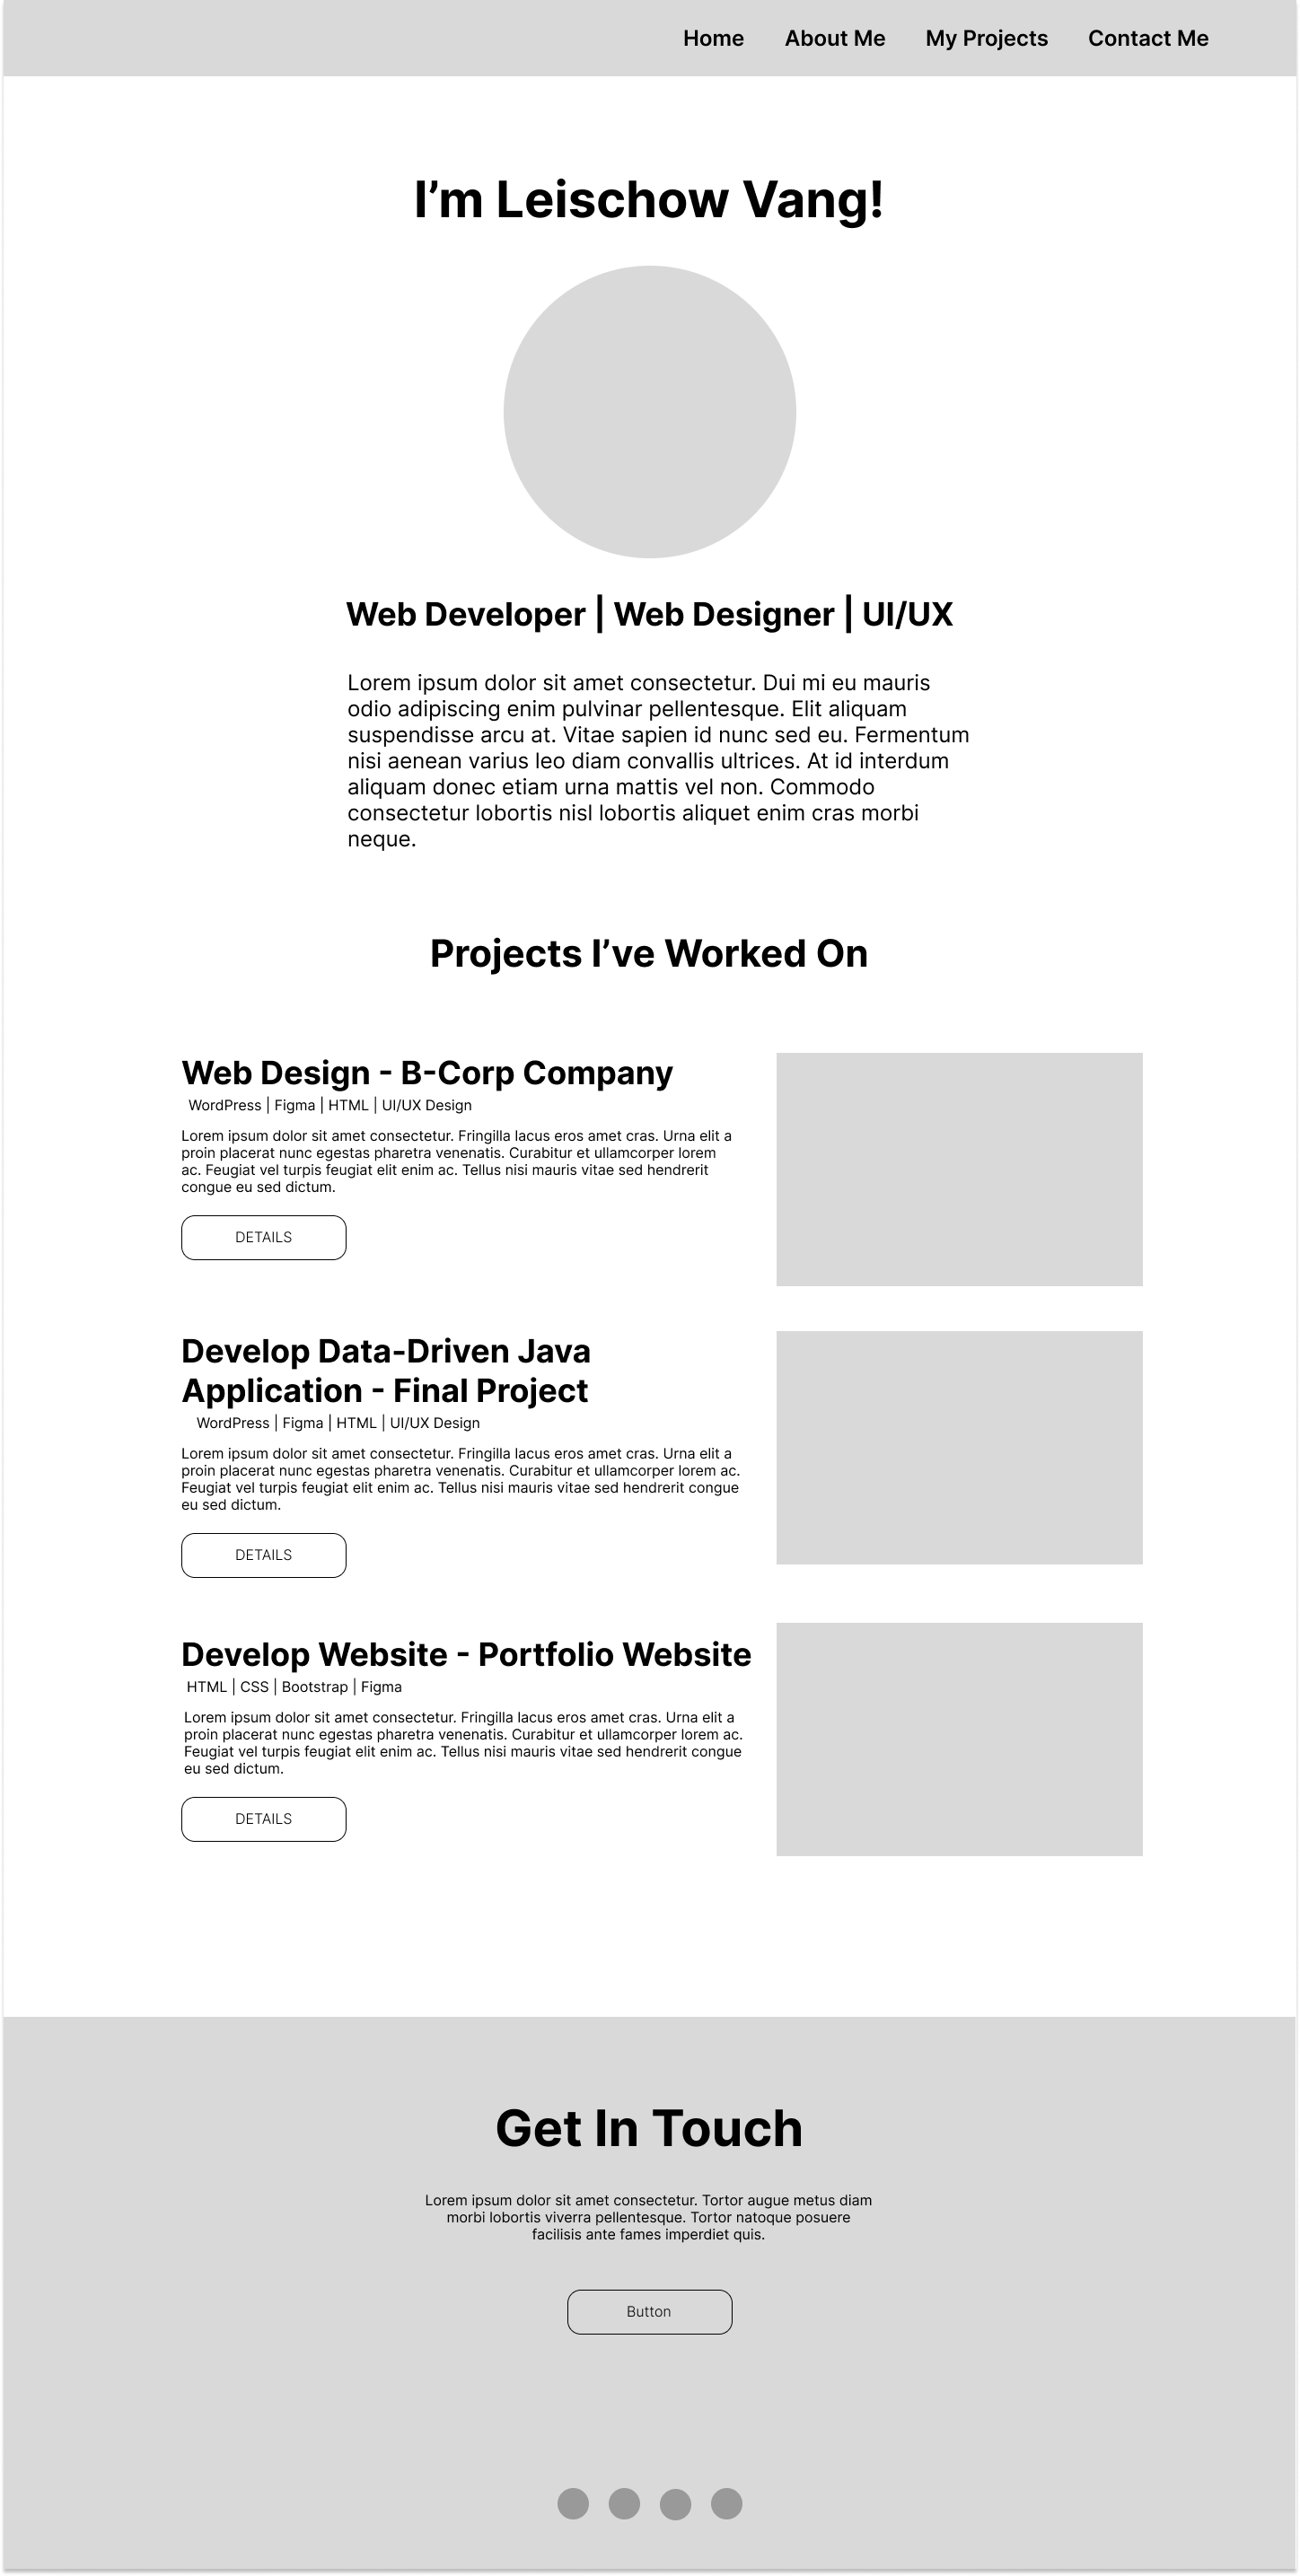 Home About Me My Projects Contact Me
I’m Leischow Vang!
Web Developer | Web Designer | UI/UX
Lorem ipsum dolor sit amet consectetur. Dui mi eu mauris
odio adipiscing enim pulvinar pellentesque. Elit aliquam
suspendisse arcu at. Vitae sapien id nunc sed eu. Fermentum
nisi aenean varius leo diam convallis ultrices. At id interdum
aliquam donec etiam urna mattis vel non. Commodo
consectetur lobortis nisl lobortis aliquet enim cras morbi
neque.
Projects I’ve Worked On
Web Design - B-Corp Company
WordPress | Figma | HTML | UI/UX Design
Lorem ipsum dolor sit amet consectetur. Fringilla lacus eros amet cras. Urna elit a
proin placerat nunc egestas pharetra venenatis. Curabitur et ullamcorper lorem
ac. Feugiat vel turpis feugiat elit enim ac. Tellus nisi mauris vitae sed hendrerit
congue eu sed dictum.
DETAILS
Develop Data-Driven Java
Application - Final Project
WordPress | Figma | HTML | UI/UX Design
Lorem ipsum dolor sit amet consectetur. Fringilla lacus eros amet cras. Urna elit a
proin placerat nunc egestas pharetra venenatis. Curabitur et ullamcorper lorem ac.
Feugiat vel turpis feugiat elit enim ac. Tellus nisi mauris vitae sed hendrerit congue
eu sed dictum.
DETAILS
Develop Website - Portfolio Website
HTML | CSS | Bootstrap | Figma
Lorem ipsum dolor sit amet consectetur. Fringilla lacus eros amet cras. Urna elit a
proin placerat nunc egestas pharetra venenatis. Curabitur et ullamcorper lorem ac.
Feugiat vel turpis feugiat elit enim ac. Tellus nisi mauris vitae sed hendrerit congue
eu sed dictum.
DETAILS
Get In Touch
Lorem ipsum dolor sit amet consectetur. Tortor augue metus diam
morbi lobortis viverra pellentesque. Tortor natoque posuere
facilisis ante fames imperdiet quis.
Button